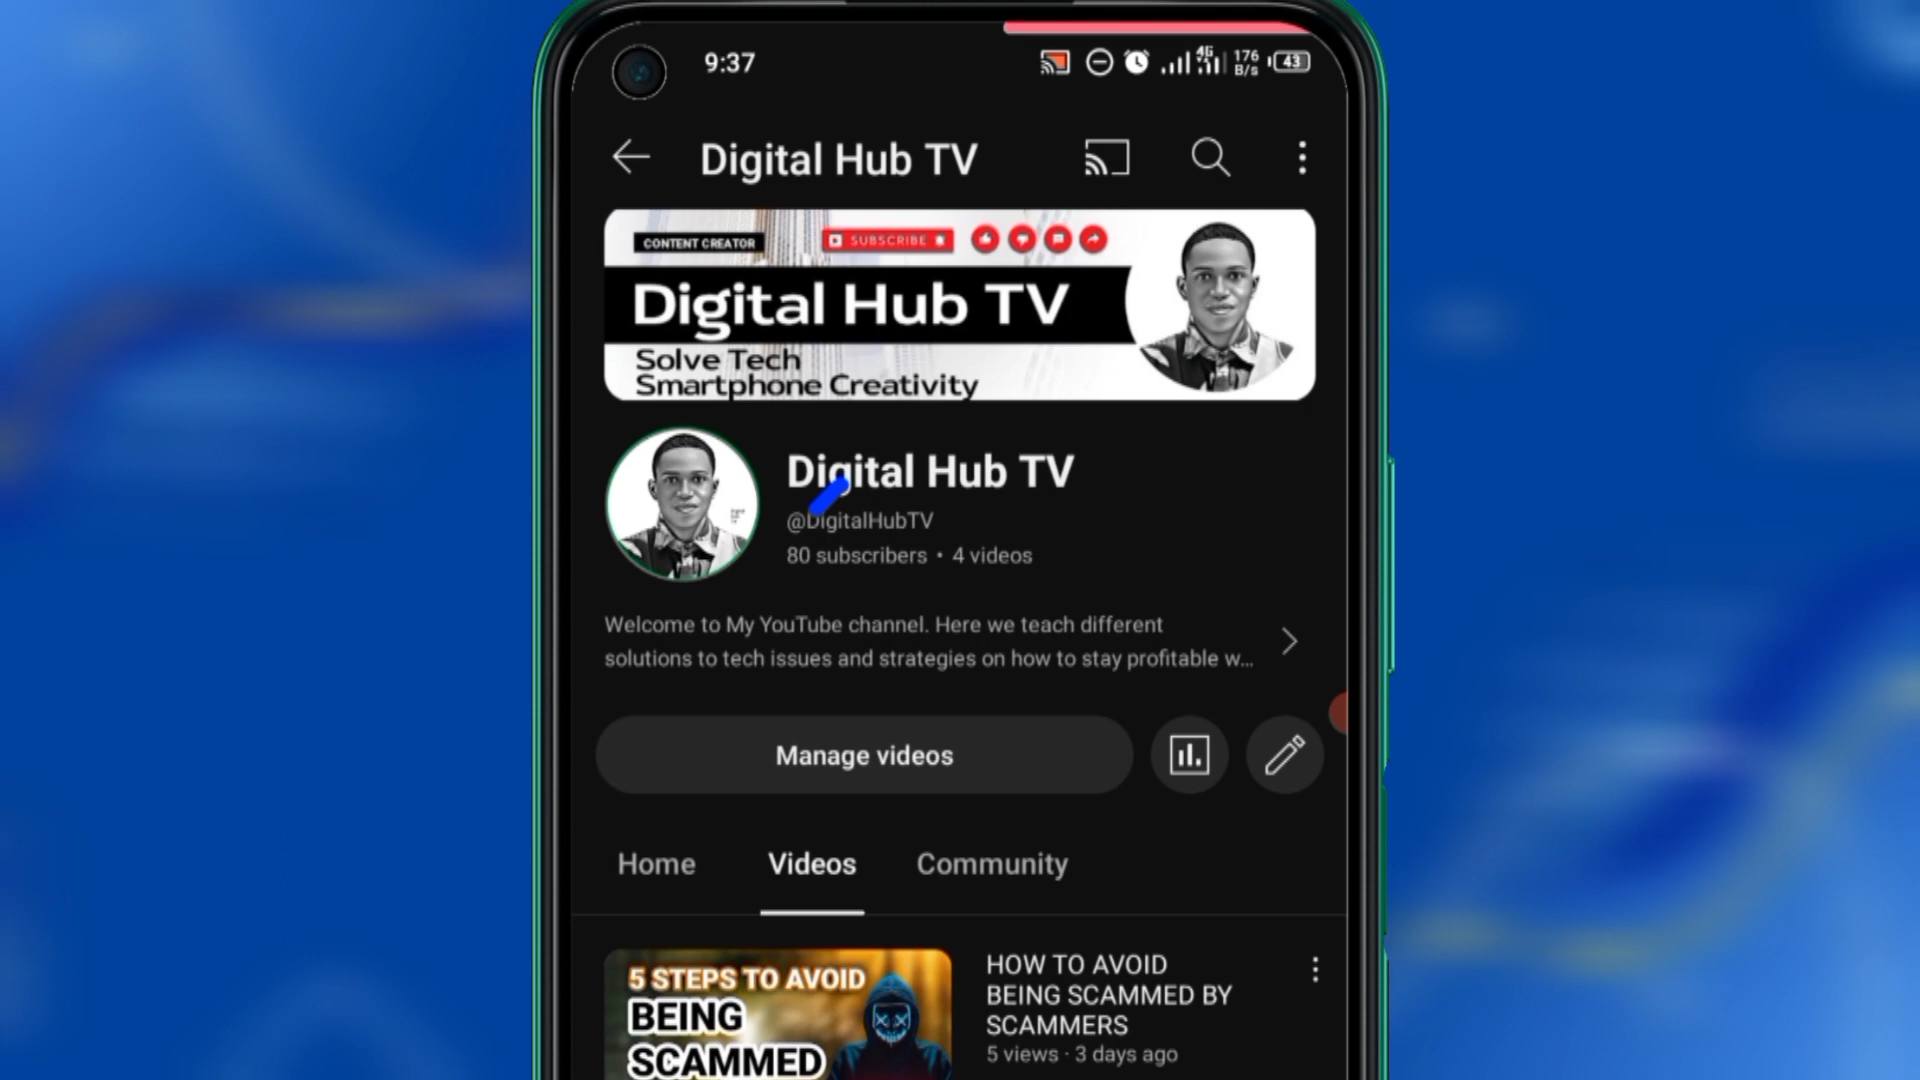 9:37
4G
176
B/s
43
Digital Hub TV
CONTENT CREATOR
SUBSCRIBE
Digital Hub TV
Solve Tech
Smartphone Creativity
Digital Hub TV
@DigitalHubTV
80 subscribers • 4 videos
Welcome to My YouTube channel. Here we teach different
solutions to tech issues and strategies on how to stay profitable w...
Manage videos
Home Videos Community
5 STEPS TO AVOID
BEING
SCAMMED
HOW TO AVOID
BEING SCAMMED BY
SCAMMERS
5 views · 3 days ago